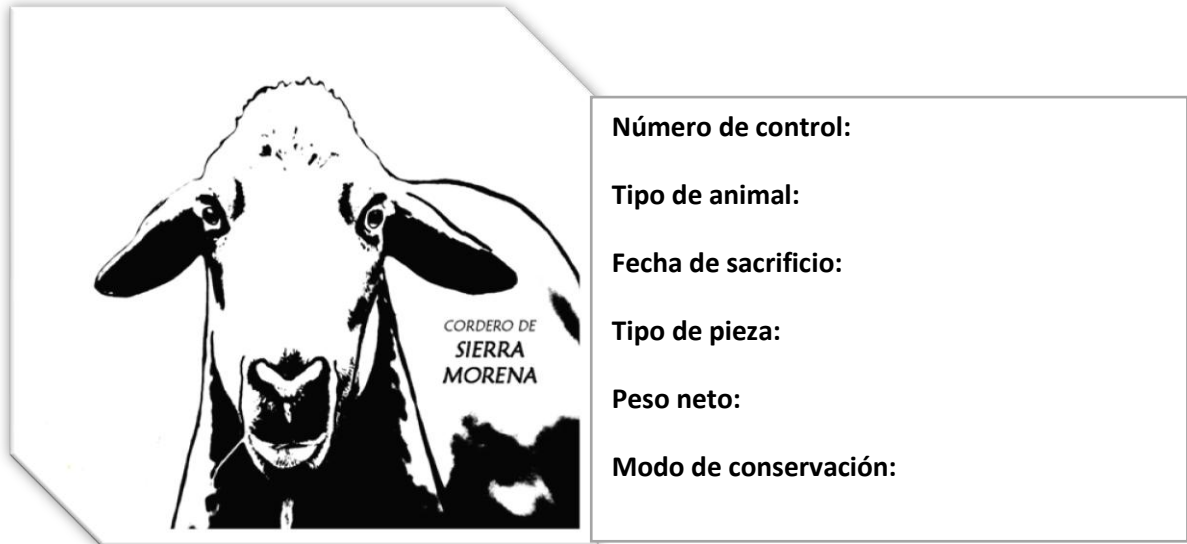 CORDERO DE
SIERRA
MORENA
Número de control:
Tipo de animal:
Fecha de sacrificio:
Tipo de pieza:
Peso neto:
Modo de conservación: